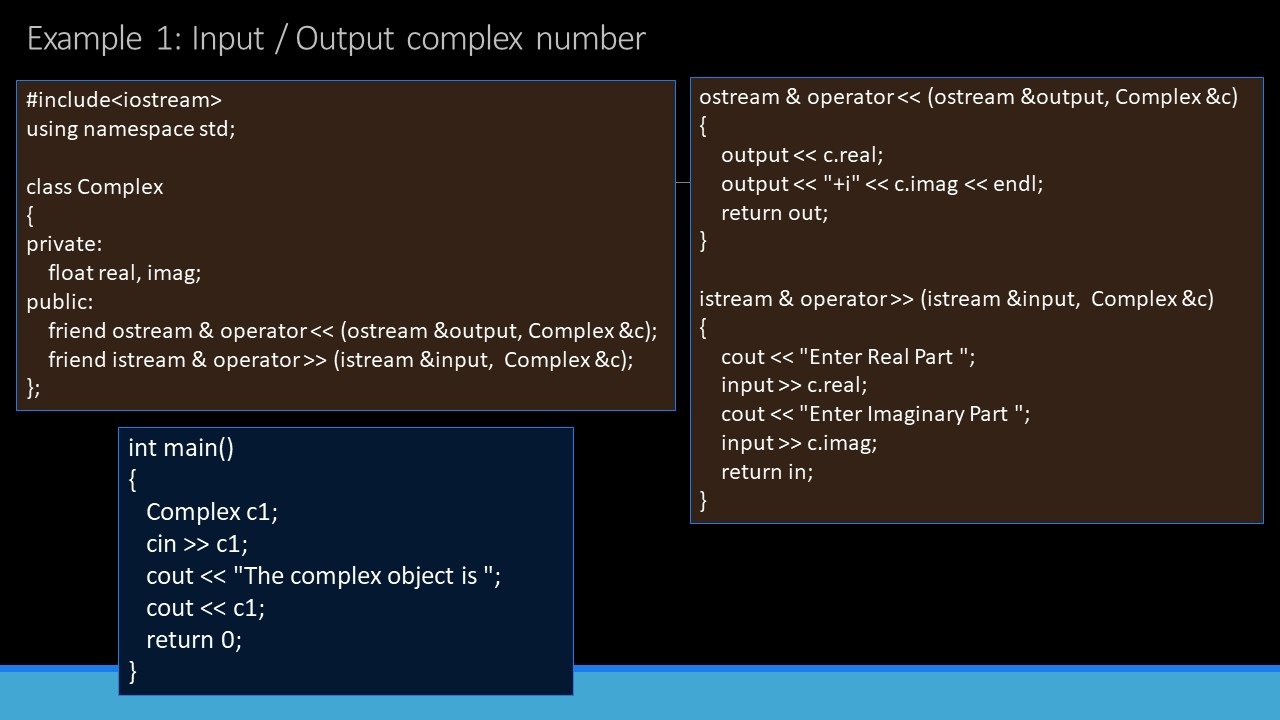 Example 1: Input / Output complex number
#include<iostream>
using namespace std;
class Complex
{
private:
float real, imag;
public:
friend ostream & operator<< (ostream &output, Complex &c);
friend istream & operator>> (istream &input, Complex &c);
};
int main()
{
Complex c1;
cin >> c1;
cout << "The complex object is ";
cout << c1;
return 0;
}
ostream & operator<< (ostream &output, Complex &c)
{
output << c.real;
output << "+i" << c.imag << endl;
return out;
}
istream & operator>> (istream &input, Complex &c)
{
cout << "Enter Real Part ";
input >> c.real;
cout << "Enter Imaginary Part ";
input >> c.imag;
return in;
}